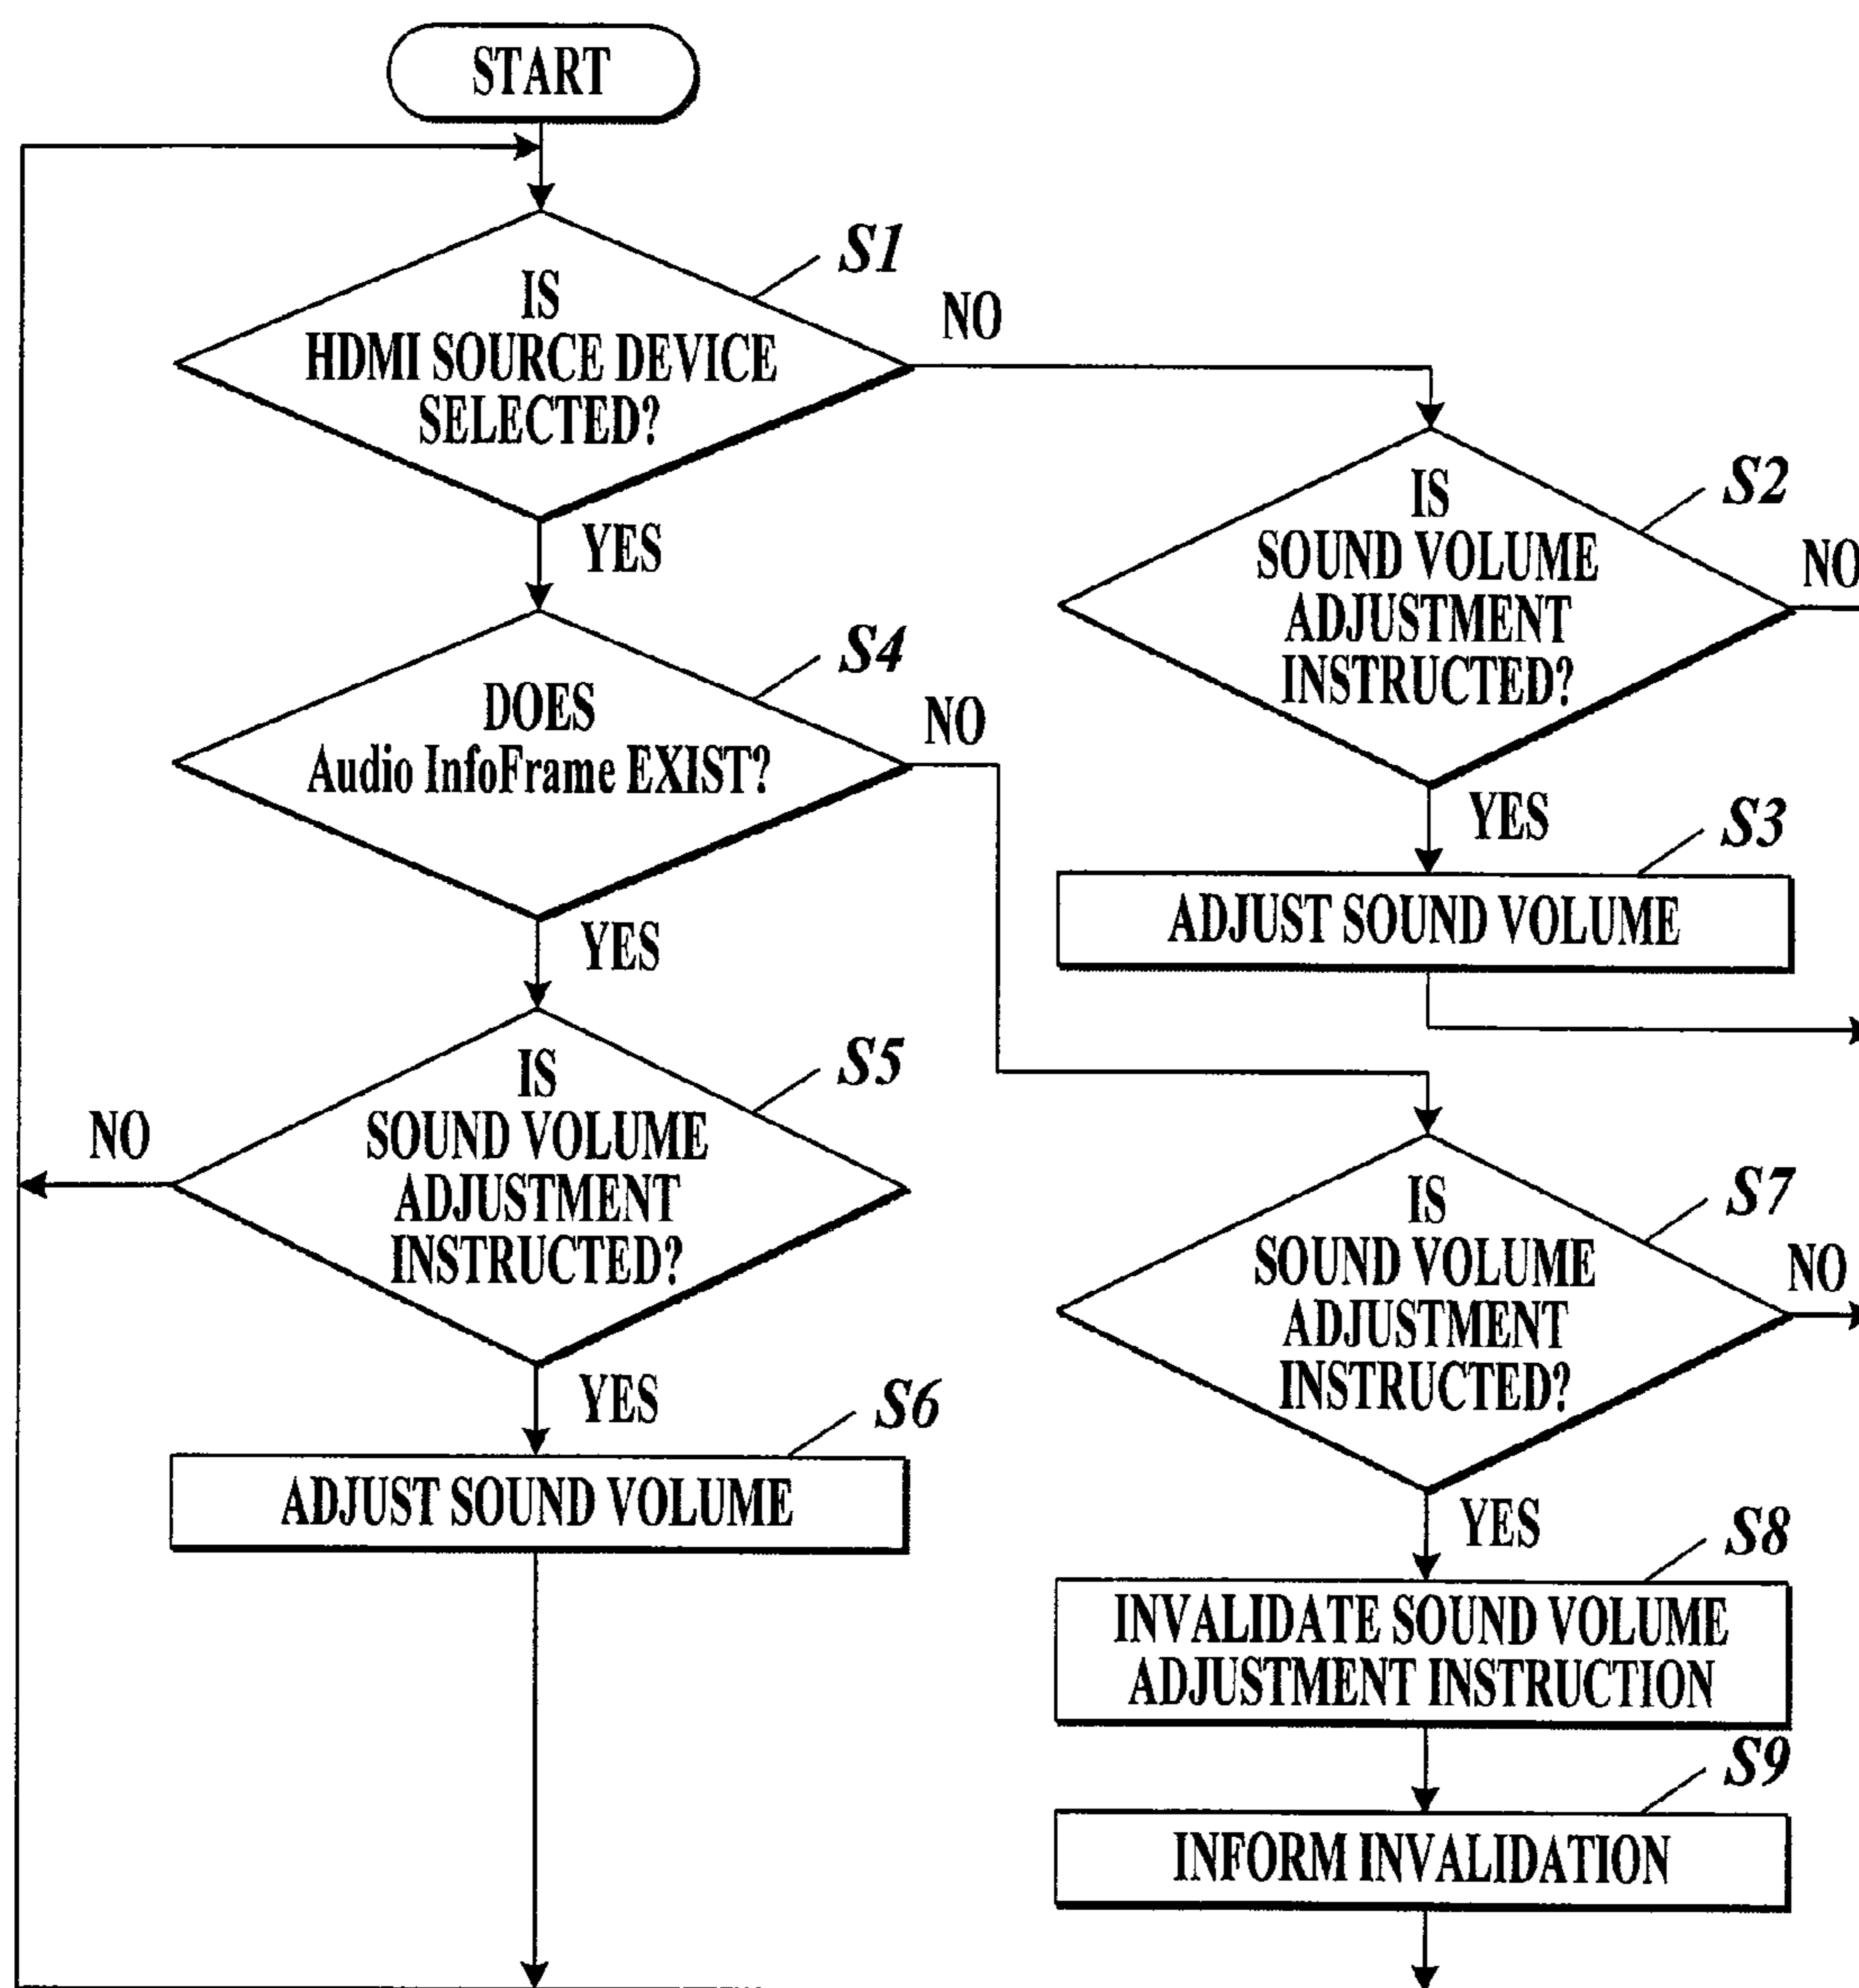 START
S1
IS
HDMI SOURCE DEVICE
SELECTED?
NO
YES
S2
IS
SOUND VOLUME
ADJUSTMENT
INSTRUCTED?
NO
YES
S3
ADJUST SOUND VOLUME
S4
DOES
Audio InfoFrame EXIST?
NO
YES
S5
IS
SOUND VOLUME
ADJUSTMENT
INSTRUCTED?
NO
YES
S6
ADJUST SOUND VOLUME
S7
IS
SOUND VOLUME
ADJUSTMENT
INSTRUCTED?
NO
YES
S8
INVALIDATE SOUND VOLUME
ADJUSTMENT INSTRUCTION
S9
INFORM INVALIDATION